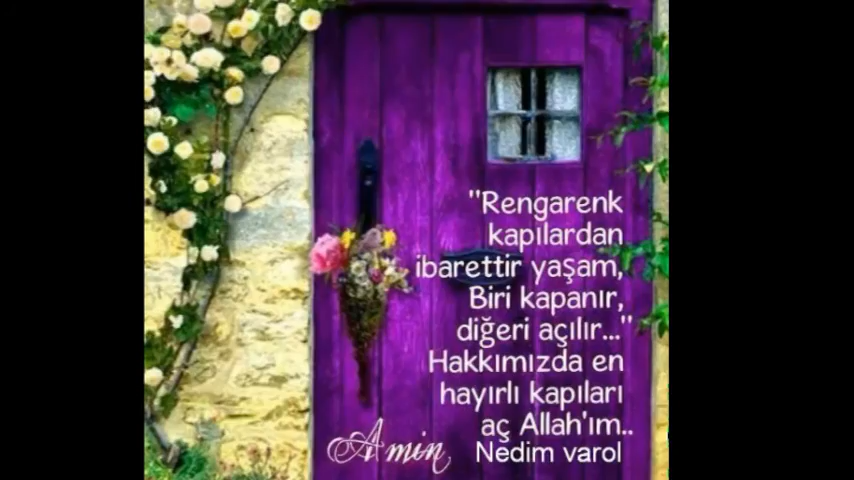 "Rengarenk
kapılardan
ibarettir yaşam,
Biri kapanır,
diğeri açılır..."
Hakkımızda en
hayırlı kapıları
aç Allah'ım..
Amin
Nedim varol